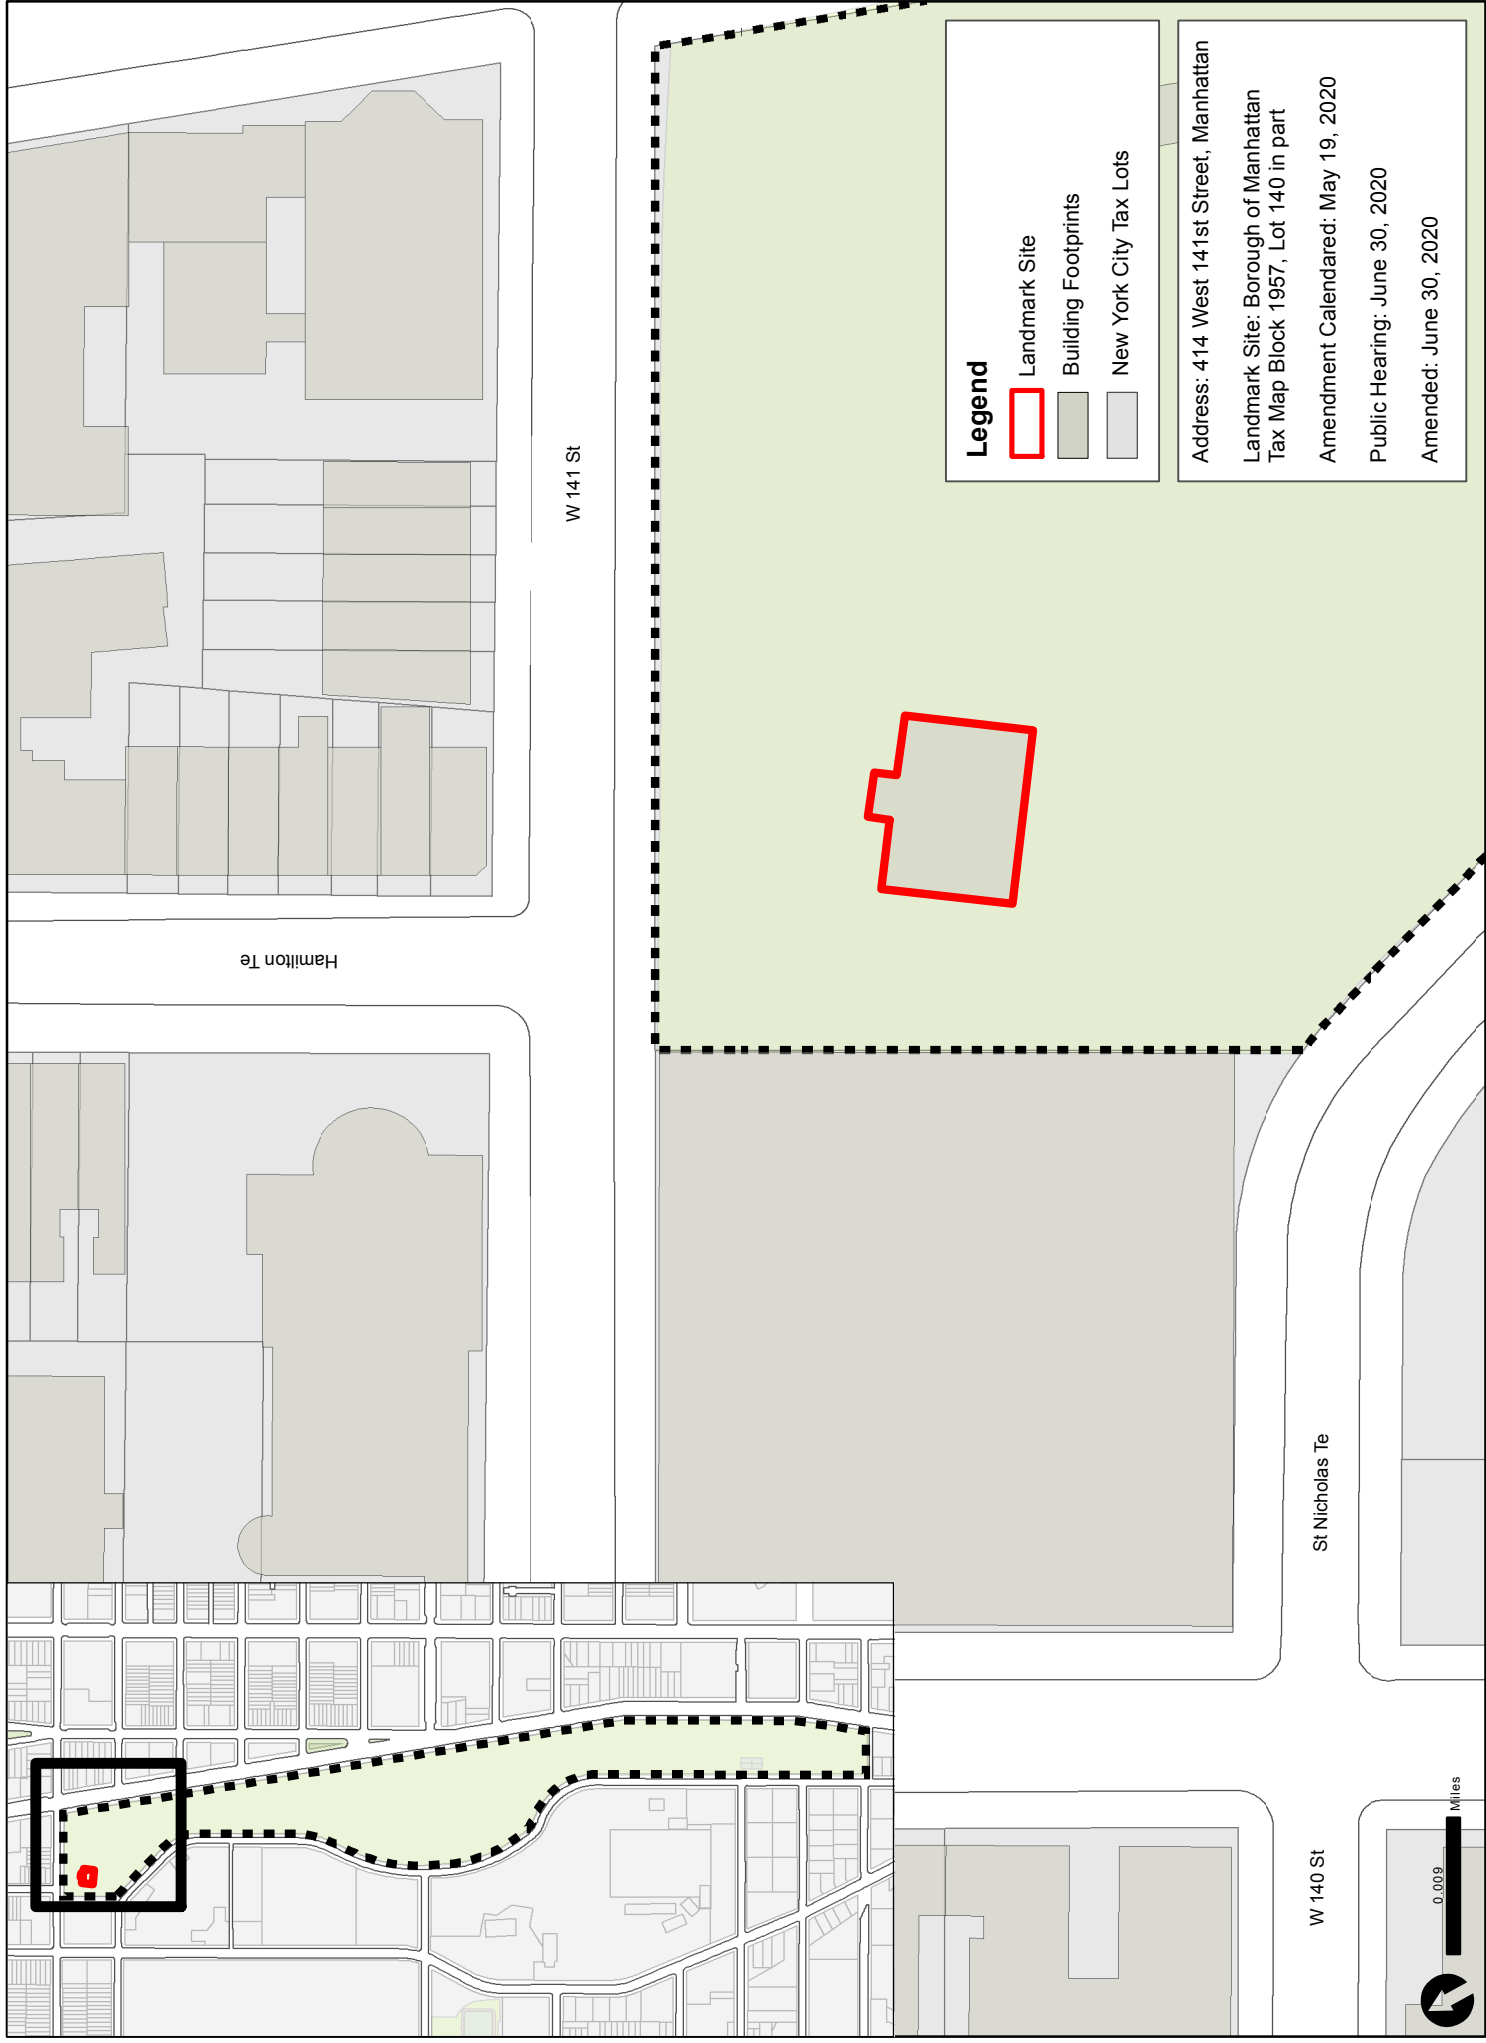 Hamilton Te
W 141 St
St Nicholas Te
W 140 St
0.009
Miles
Legend
Landmark Site
Building Footprints
New York City Tax Lots
Address: 414 West 141st Street, Manhattan
Landmark Site: Borough of Manhattan
Tax Map Block 1957, Lot 140 in part
Amendment Calendared: May 19, 2020
Public Hearing: June 30, 2020
Amended: June 30, 2020